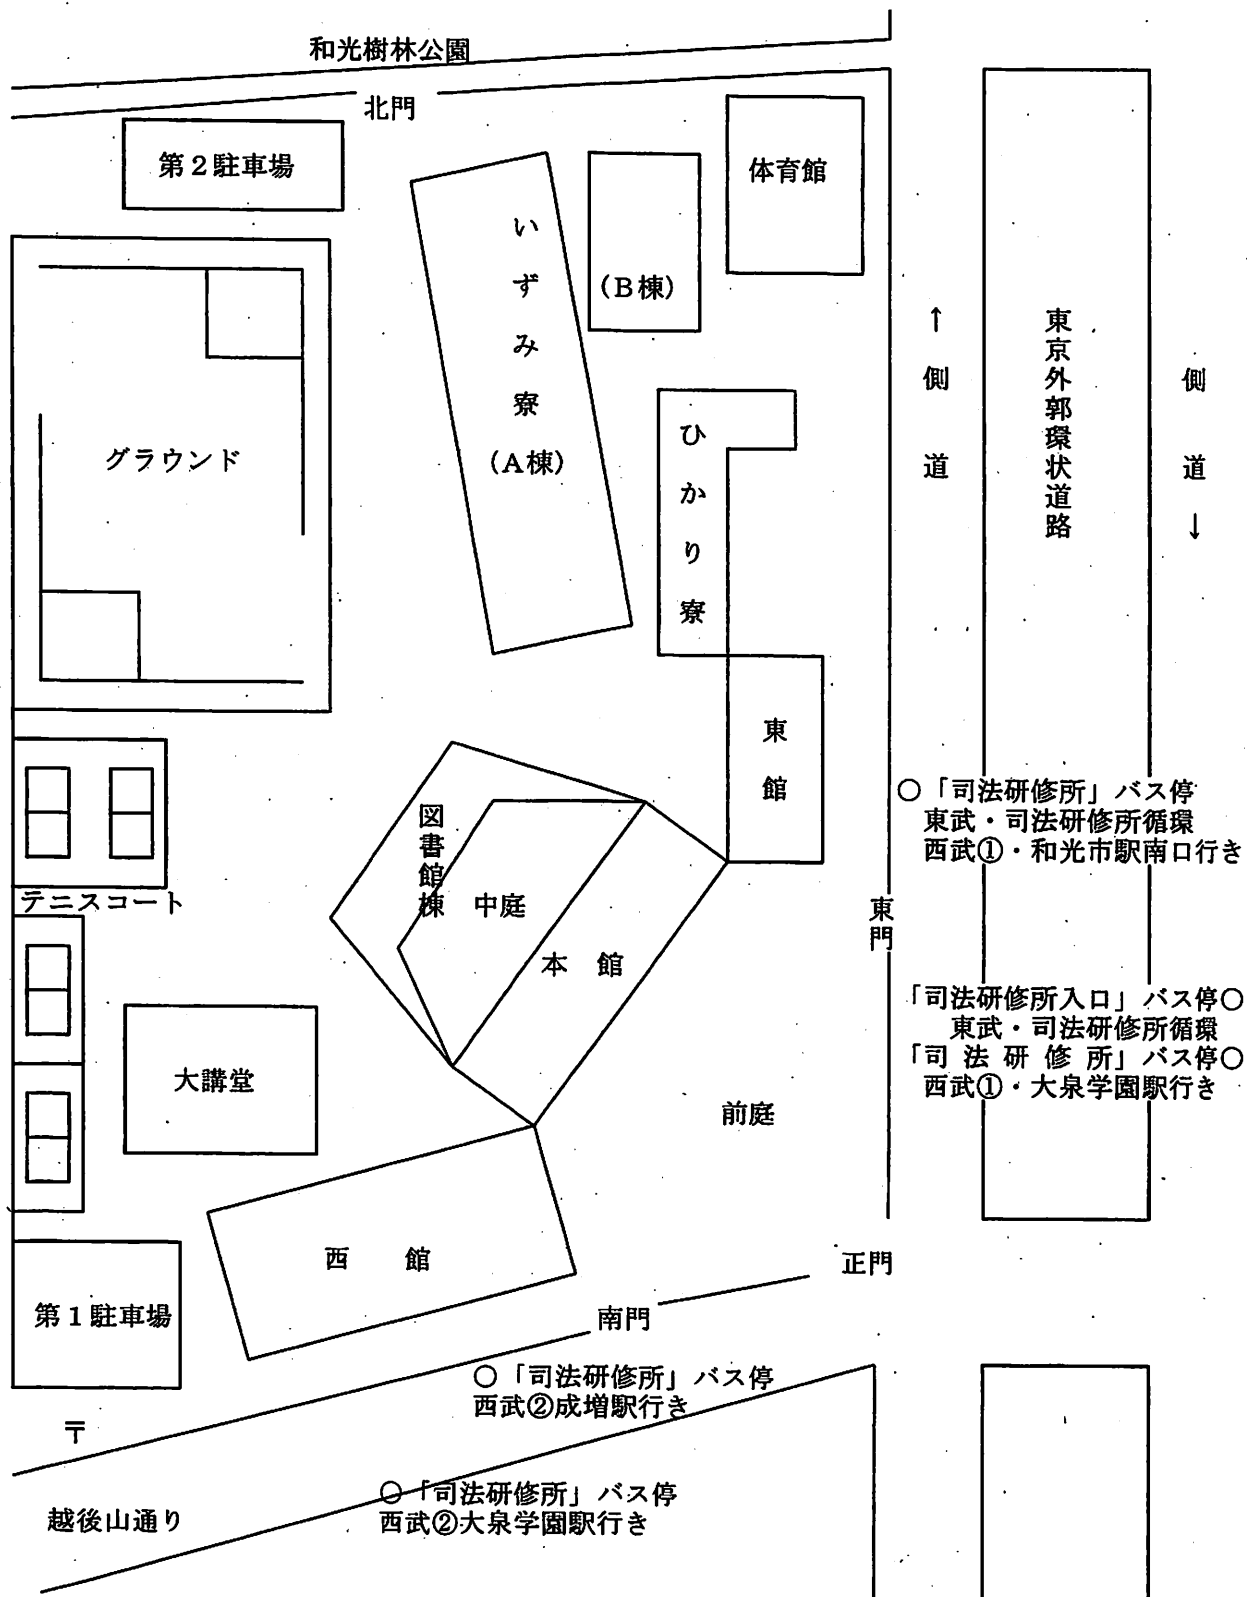 和光樹林公園
北門
第2駐車場
いずみ寮
(A棟)
(B棟)
体育館
グラウンド
ひかり寮
↑側道
東京外郭環状道路
側道↓
東館
図書館棟
中庭
本館
テニスコート
○「司法研修所」バス停
東武・司法研修所循環
西武①・和光市駅南口行き
東門
「司法研修所入口」バス停○
東武・司法研修所循環
「司法研修所」バス停○
西武①・大泉学園駅行き
大講堂
前庭
西館
正門
第1駐車場
南門
○「司法研修所」バス停
西武②成増駅行き
〒
○「司法研修所」バス停
西武②大泉学園駅行き
越後山通り